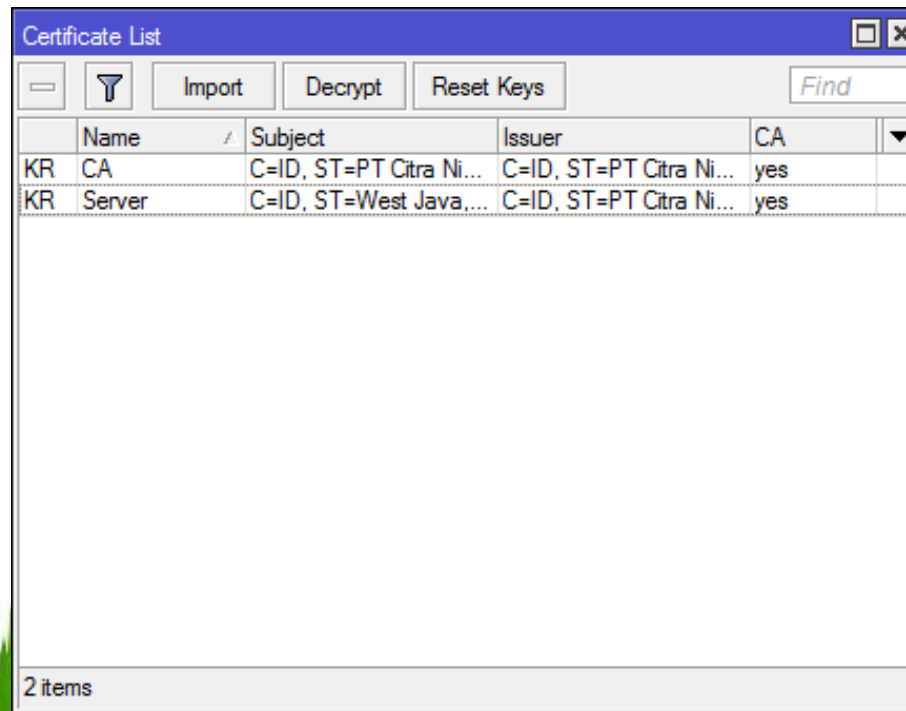 Certificate List
Import Decrypt Reset Keys Find
Name Subject Issuer CA
KR CA C=ID, ST=PT Citra Ni... C=ID, ST=PT Citra Ni... yes
KR Server C=ID, ST=West Java,... C=ID, ST=PT Citra Ni... yes
2 items